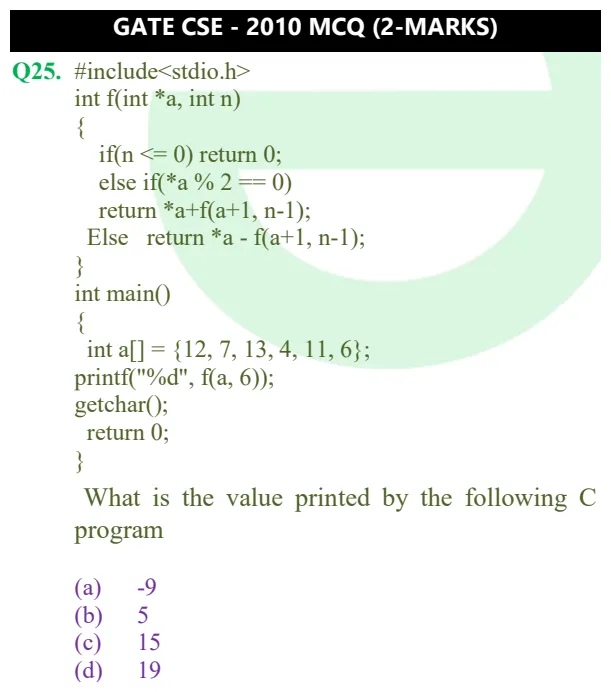 GATE CSE - 2010 MCQ (2-MARKS)
Q25. #include<stdio.h>
int f(int *a, int n)
{
if(n <= 0) return 0;
else if(*a % 2 == 0)
return *a+f(a+1, n-1);
Else return *a - f(a+1, n-1);
}
int main()
{
int a[] = {12, 7, 13, 4, 11, 6};
printf("%d", f(a, 6));
getchar();
return 0;
}
What is the value printed by the following C
program
(a) -9
(b) 5
(c) 15
(d) 19